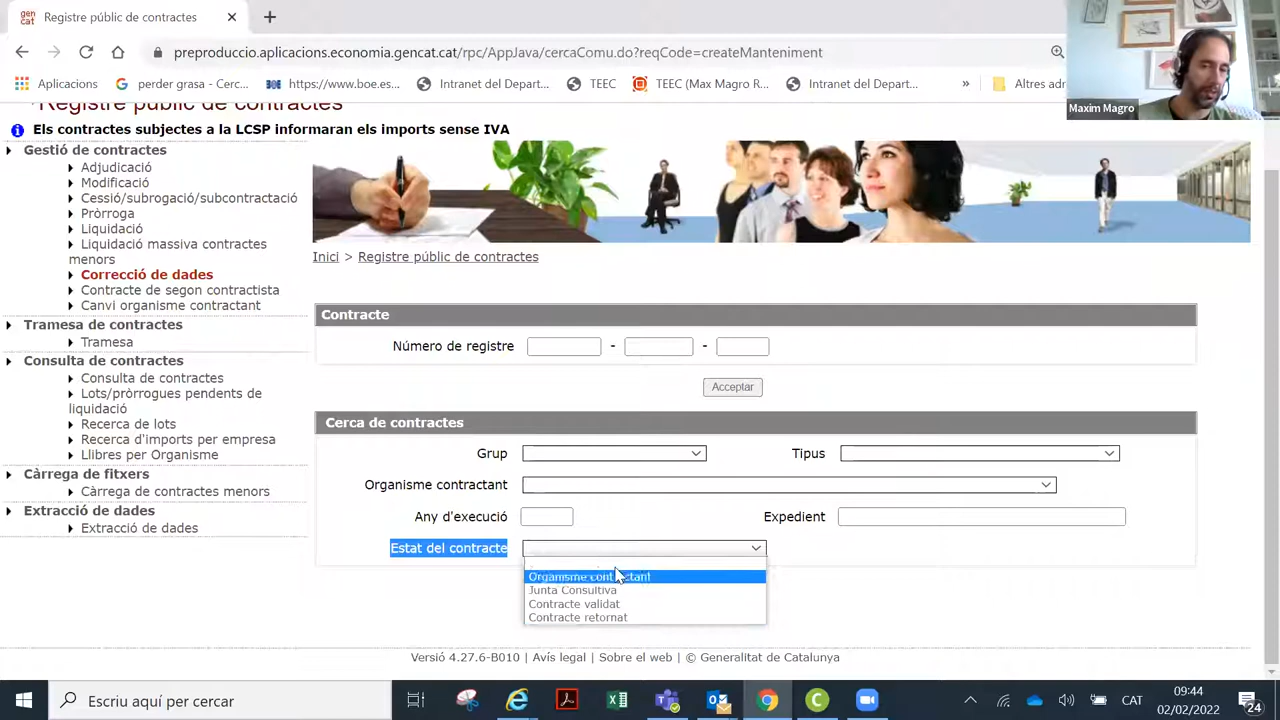 gen
cat
Registre públic de contractes
preproduccio.aplicacions.economia.gencat.cat/rpc/AppJava/cercaComu.do?reqCode=createManteniment
Aplicacions
perder grasa - Cerc...
https://www.boe.es...
Intranet del Depart...
TEEC
TEEC (Max Magro R...
Intranet del Depart...
»
Altres adr
Maxim Magro
Registre públic de contractes
Els contractes subjectes a la LCSP informaran els imports sense IVA
Gestió de contractes
Adjudicació
Modificació
Cessió/subrogació/subcontractació
Pròrroga
Liquidació
Liquidació massiva contractes
menors
Correcció de dades
Contracte de segon contractista
Canvi organisme contractant
Tramesa de contractes
Tramesa
Consulta de contractes
Consulta de contractes
Lots/pròrrogues pendents de
liquidació
Recerca de lots
Recerca d'imports per empresa
Llibres per Organisme
Càrrega de fitxers
Càrrega de contractes menors
Extracció de dades
Extracció de dades
Inici > Registre públic de contractes
Contracte
Número de registre - -
Acceptar
Cerca de contractes
Grup
Tipus
Organisme contractant
Any d'execució
Expedient
Estat del contracte
Organisme contractant
Junta Consultiva
Contracte validat
Contracte retornat
Versió 4.27.6-B010 | Avís legal | Sobre el web | © Generalitat de Catalunya
Escriu aquí per cercar
CAT
09:44
02/02/2022
24